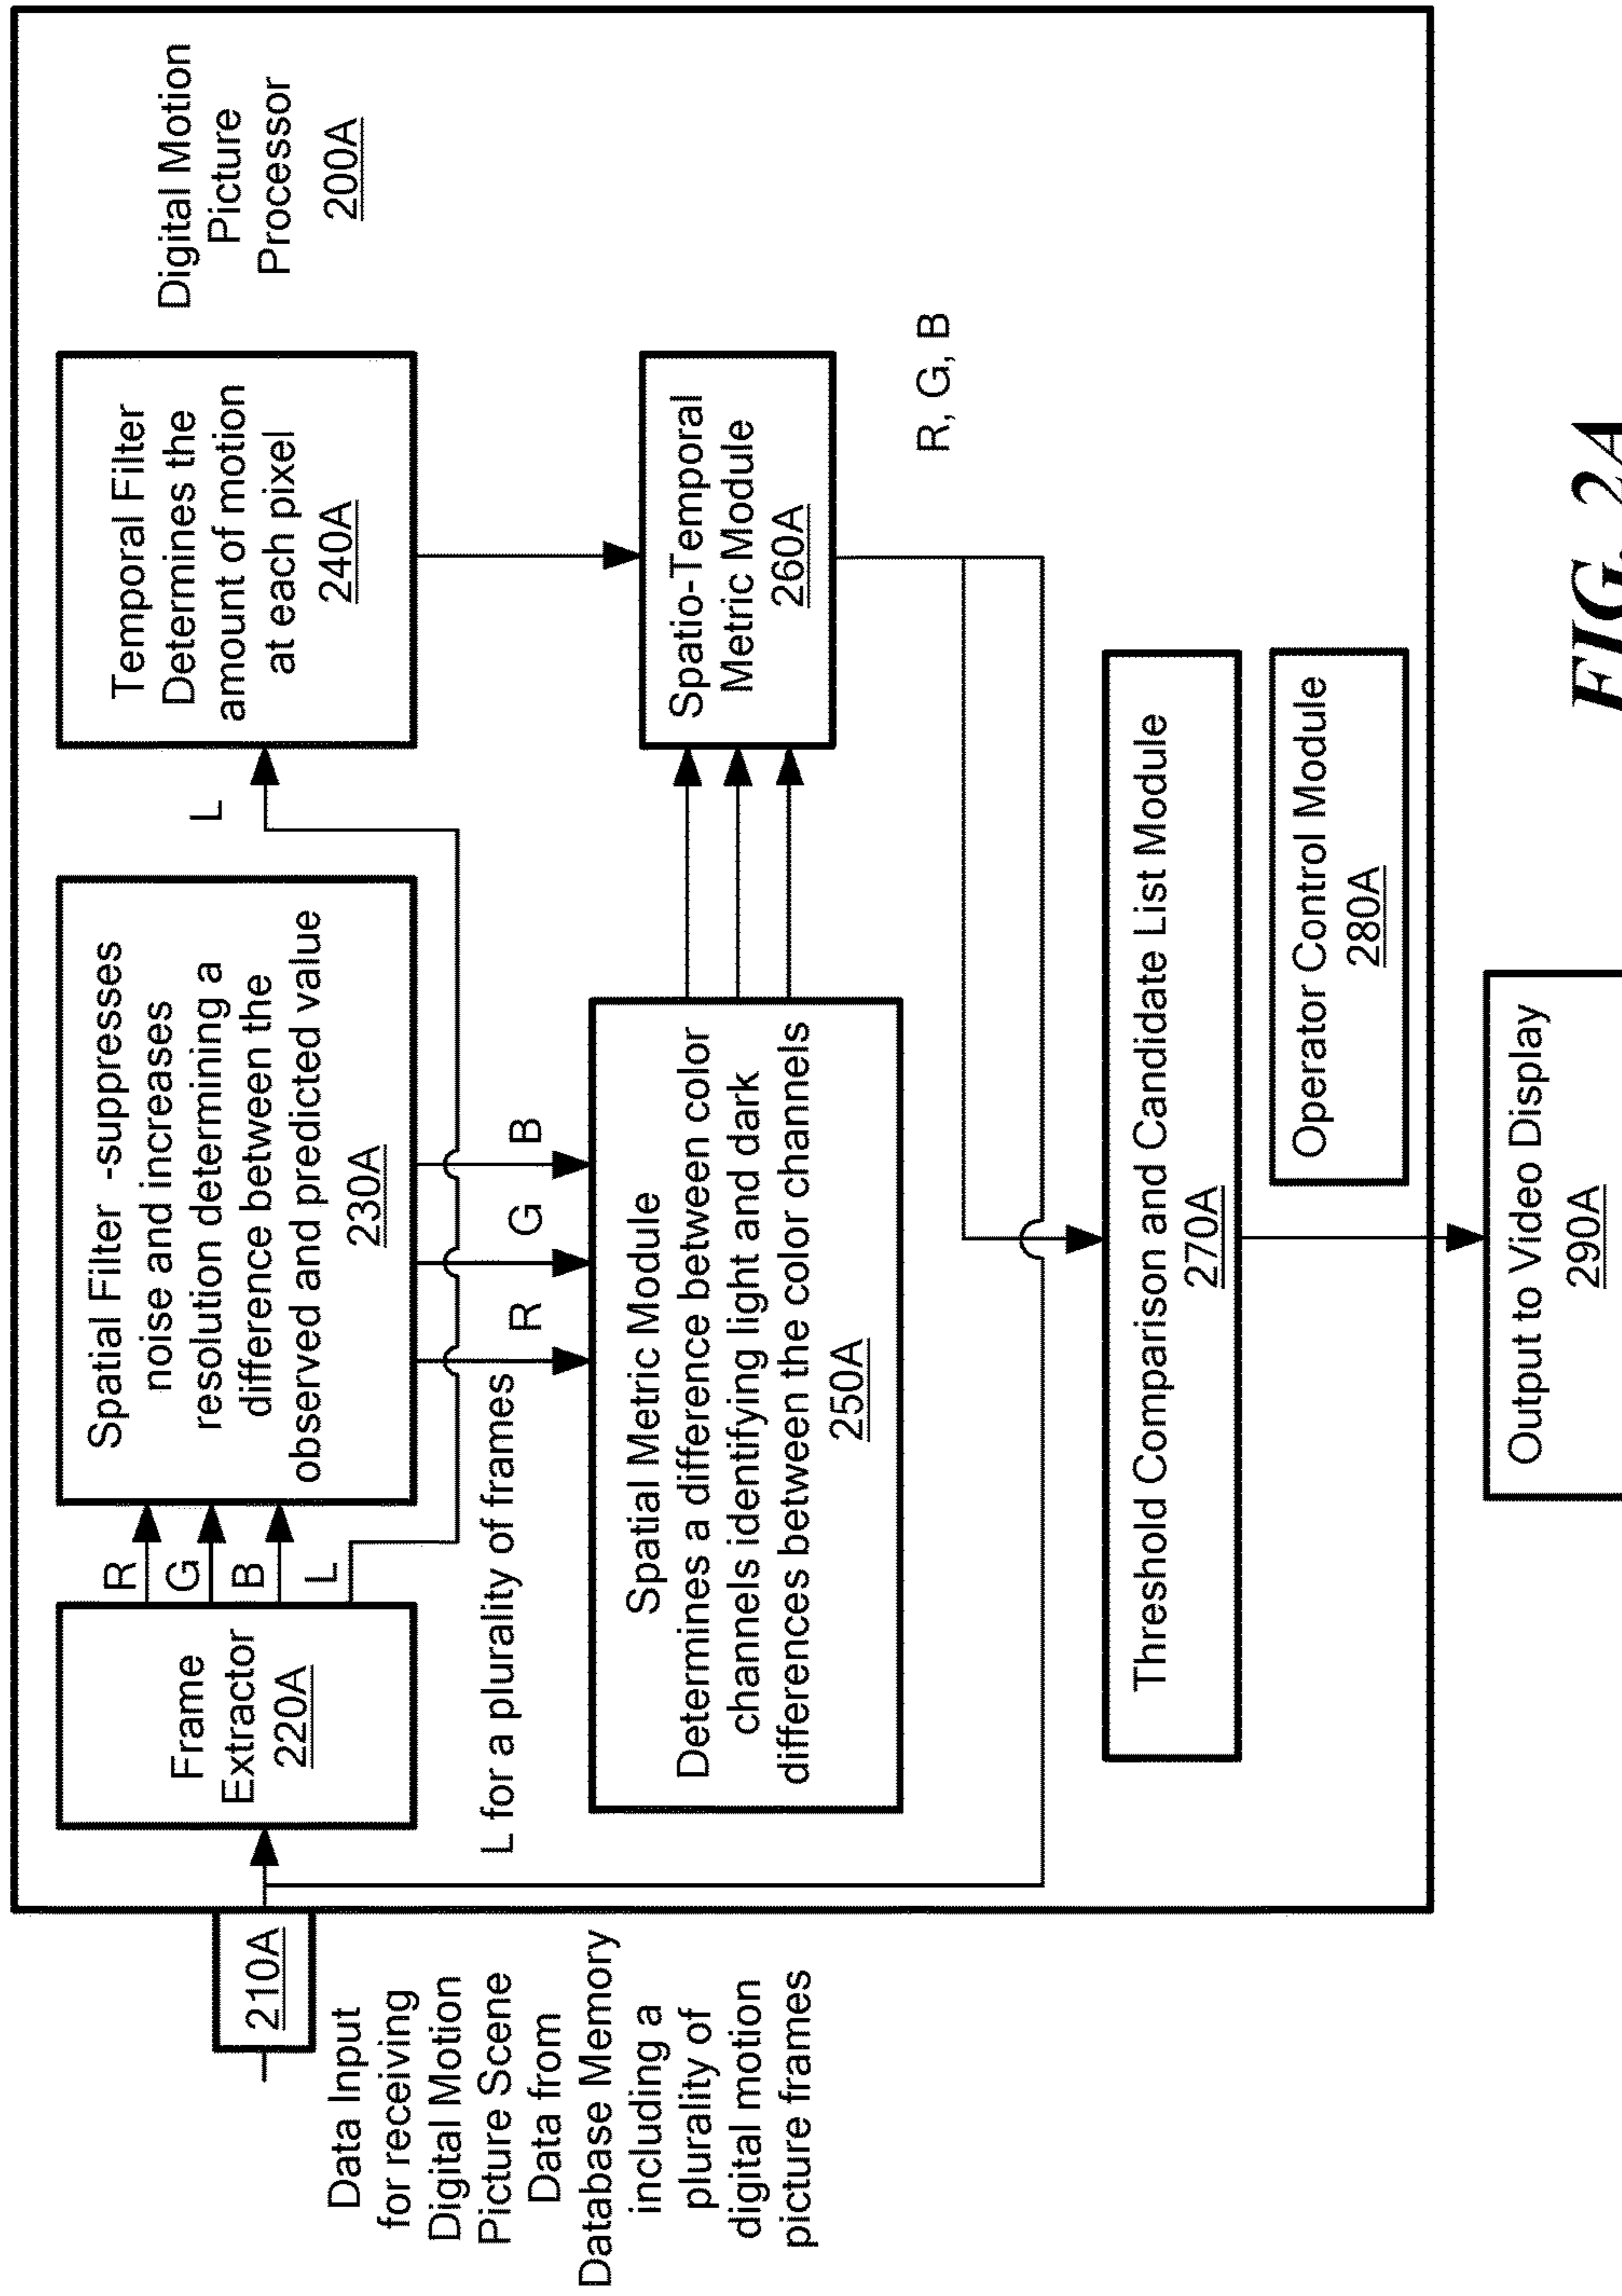 Digital Motion
Picture
Processor
200A
Data Input
for receiving
Digital Motion
Picture Scene
Data from
Database Memory
including a
plurality of
digital motion
picture frames
210A
Frame
Extractor
220A
R
G
B
L
Spatial Filter -suppresses
noise and increases
resolution determining a
difference between the
observed and predicted value
230A
L
Temporal Filter
Determines the
amount of motion
at each pixel
240A
L for a plurality of frames
R
G
B
Spatial Metric Module
Determines a difference between color
channels identifying light and dark
differences between the color channels
250A
Spatio-Temporal
Metric Module
260A
R, G, B
Threshold Comparison and Candidate List Module
270A
Operator Control Module
280A
Output to Video Display
290A
FIG. 2A